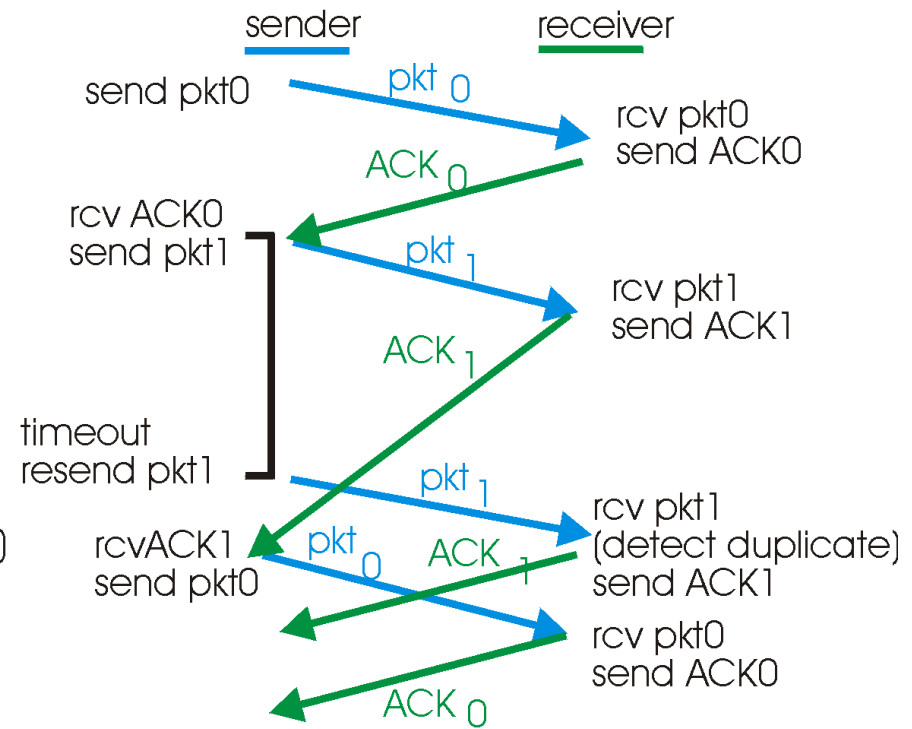 sender
receiver
send pkt0
pkt 0
rcv pkt0
send ACK0
ACK 0
rcv ACK0
send pkt1
pkt 1
rcv pkt1
send ACK1
ACK 1
timeout
resend pkt1
pkt 1
rcv pkt1
(detect duplicate)
send ACK1
rcvACK1
send pkt0
pkt 0
ACK 1
rcv pkt0
send ACK0
ACK 0